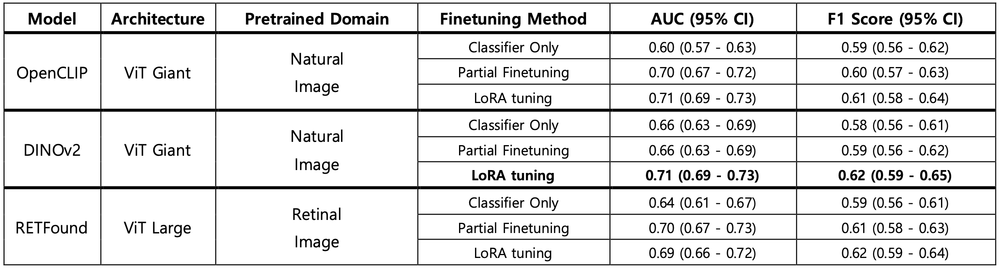 Model Architecture Pretrained Domain Finetuning Method AUC (95% CI) F1 Score (95% CI)
OpenCLIP ViT Giant Natural Image Classifier Only 0.60 (0.57 - 0.63) 0.59 (0.56 - 0.62)
Partial Finetuning 0.70 (0.67 - 0.72) 0.60 (0.57 - 0.63)
LoRA tuning 0.71 (0.69 - 0.73) 0.61 (0.58 - 0.64)
DINOv2 ViT Giant Natural Image Classifier Only 0.66 (0.63 - 0.69) 0.58 (0.56 - 0.61)
Partial Finetuning 0.66 (0.63 - 0.69) 0.59 (0.56 - 0.62)
LoRA tuning 0.71 (0.69 - 0.73) 0.62 (0.59 - 0.65)
RETFound ViT Large Retinal Image Classifier Only 0.64 (0.61 - 0.67) 0.59 (0.56 - 0.61)
Partial Finetuning 0.70 (0.67 - 0.73) 0.61 (0.58 - 0.63)
LoRA tuning 0.69 (0.66 - 0.72) 0.62 (0.59 - 0.64)